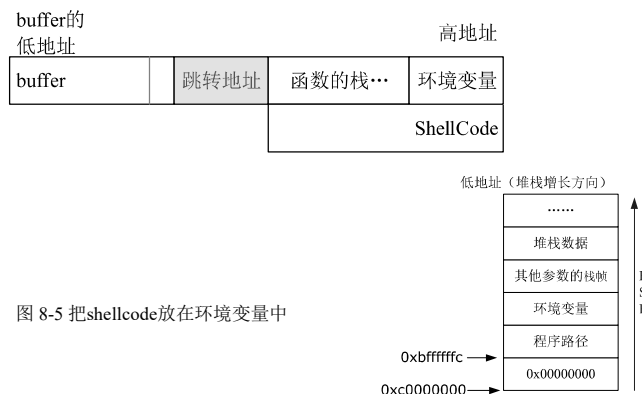 buffer的
低地址
高地址
buffer
跳转地址
函数的栈…
环境变量
ShellCode
低地址（堆栈增长方向）
……
堆栈数据
其他参数的栈帧
环境变量
程序路径
0x00000000
图 8-5 把shellcode放在环境变量中
0xbffffffc
0xc0000000